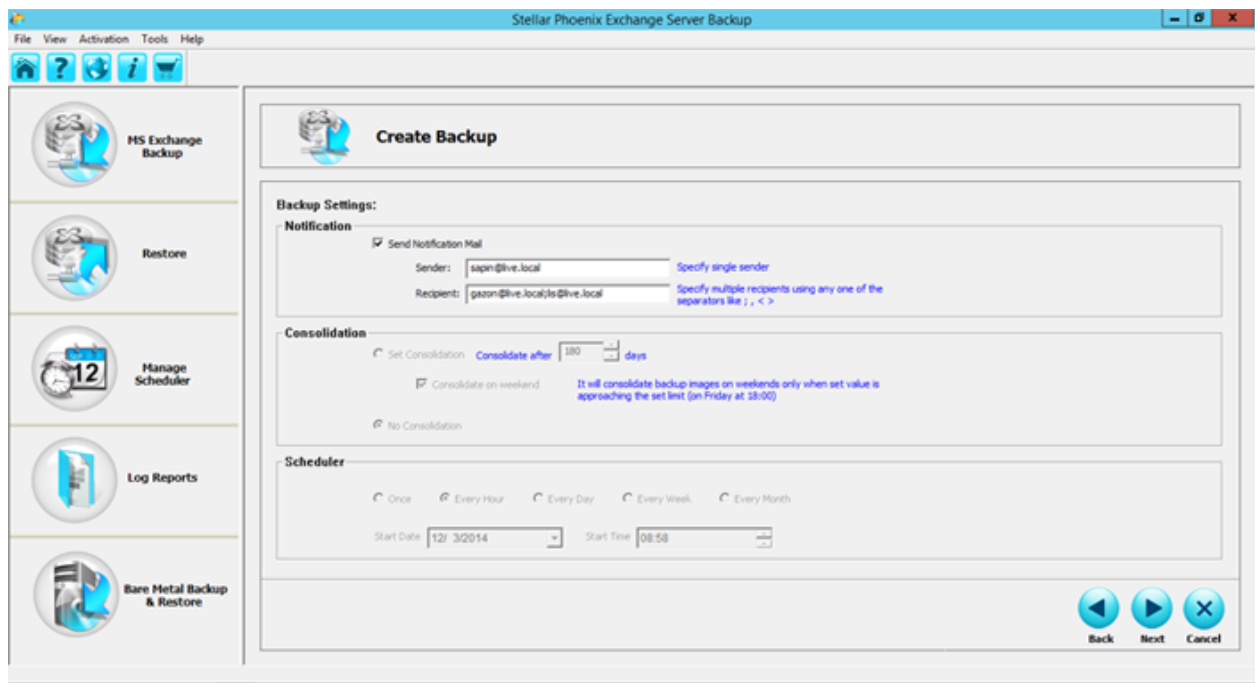 Stellar Phoenix Exchange Server Backup
File View Activation Tools Help
MS Exchange
Backup
Restore
12
Manage
Scheduler
Log Reports
Bare Metal Backup
& Restore
Create Backup
Backup Settings:
Notification
Send Notification Mail
Sender: sapin@live.local Specify single sender
Recipient: gazon@live.local;lis@live.local Specify multiple recipients using any one of the
separators like ; , < >
Consolidation
Set Consolidation Consolidate after 180 days
Consolidate on weekend It will consolidate backup images on weekends only when set value is
approaching the set limit (on Friday at 18:00)
No Consolidation
Scheduler
Once Every Hour Every Day Every Week Every Month
Start Date 12/ 3/2014 Start Time 08:58
Back Next Cancel